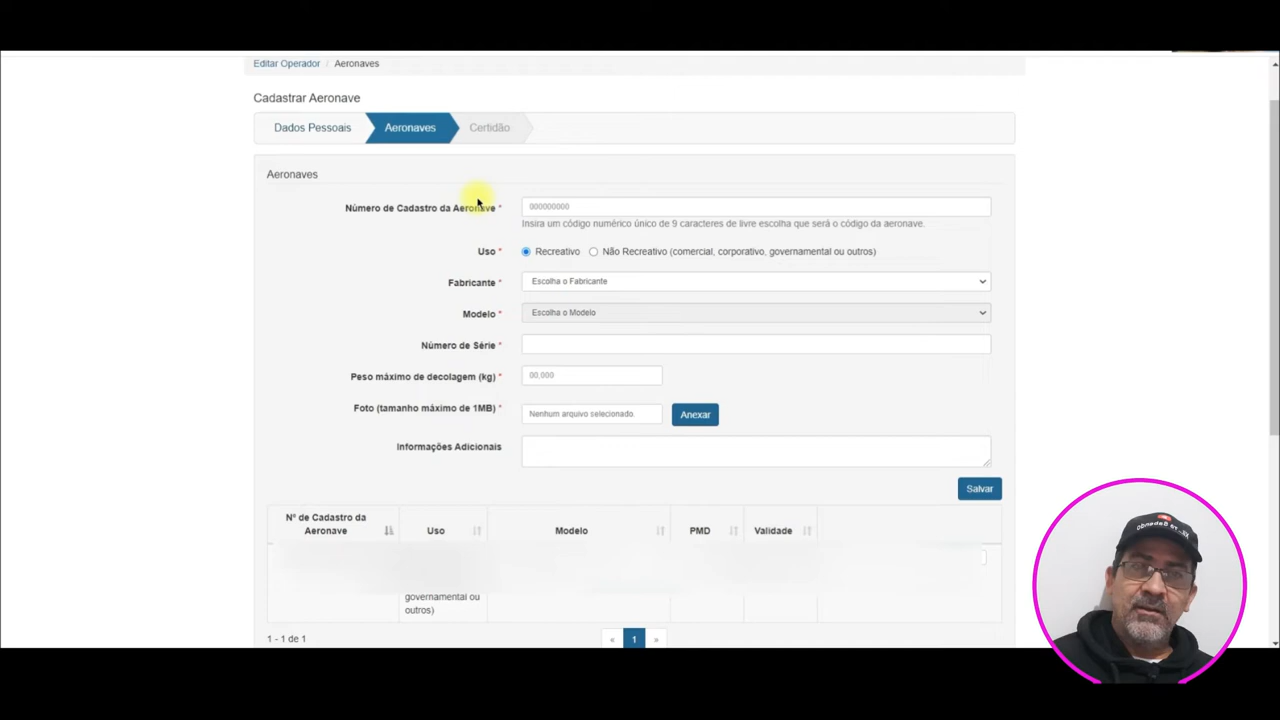 Editar Operador / Aeronaves
Cadastrar Aeronave
Dados Pessoais Aeronaves Certidão
Aeronaves
Número de Cadastro da Aeronave * 000000000
Insira um código numérico único de 9 caracteres de livre escolha que será o código da aeronave.
Uso * Recreativo Não Recreativo (comercial, corporativo, governamental ou outros)
Fabricante * Escolha o Fabricante
Modelo * Escolha o Modelo
Número de Série *
Peso máximo de decolagem (kg) * 00,000
Foto (tamanho máximo de 1MB) * Nenhum arquivo selecionado. Anexar
Informações Adicionais
Salvar
Nº de Cadastro da Aeronave Uso Modelo PMD Validade
governamental ou
outros)
1 - 1 de 1 « 1 »